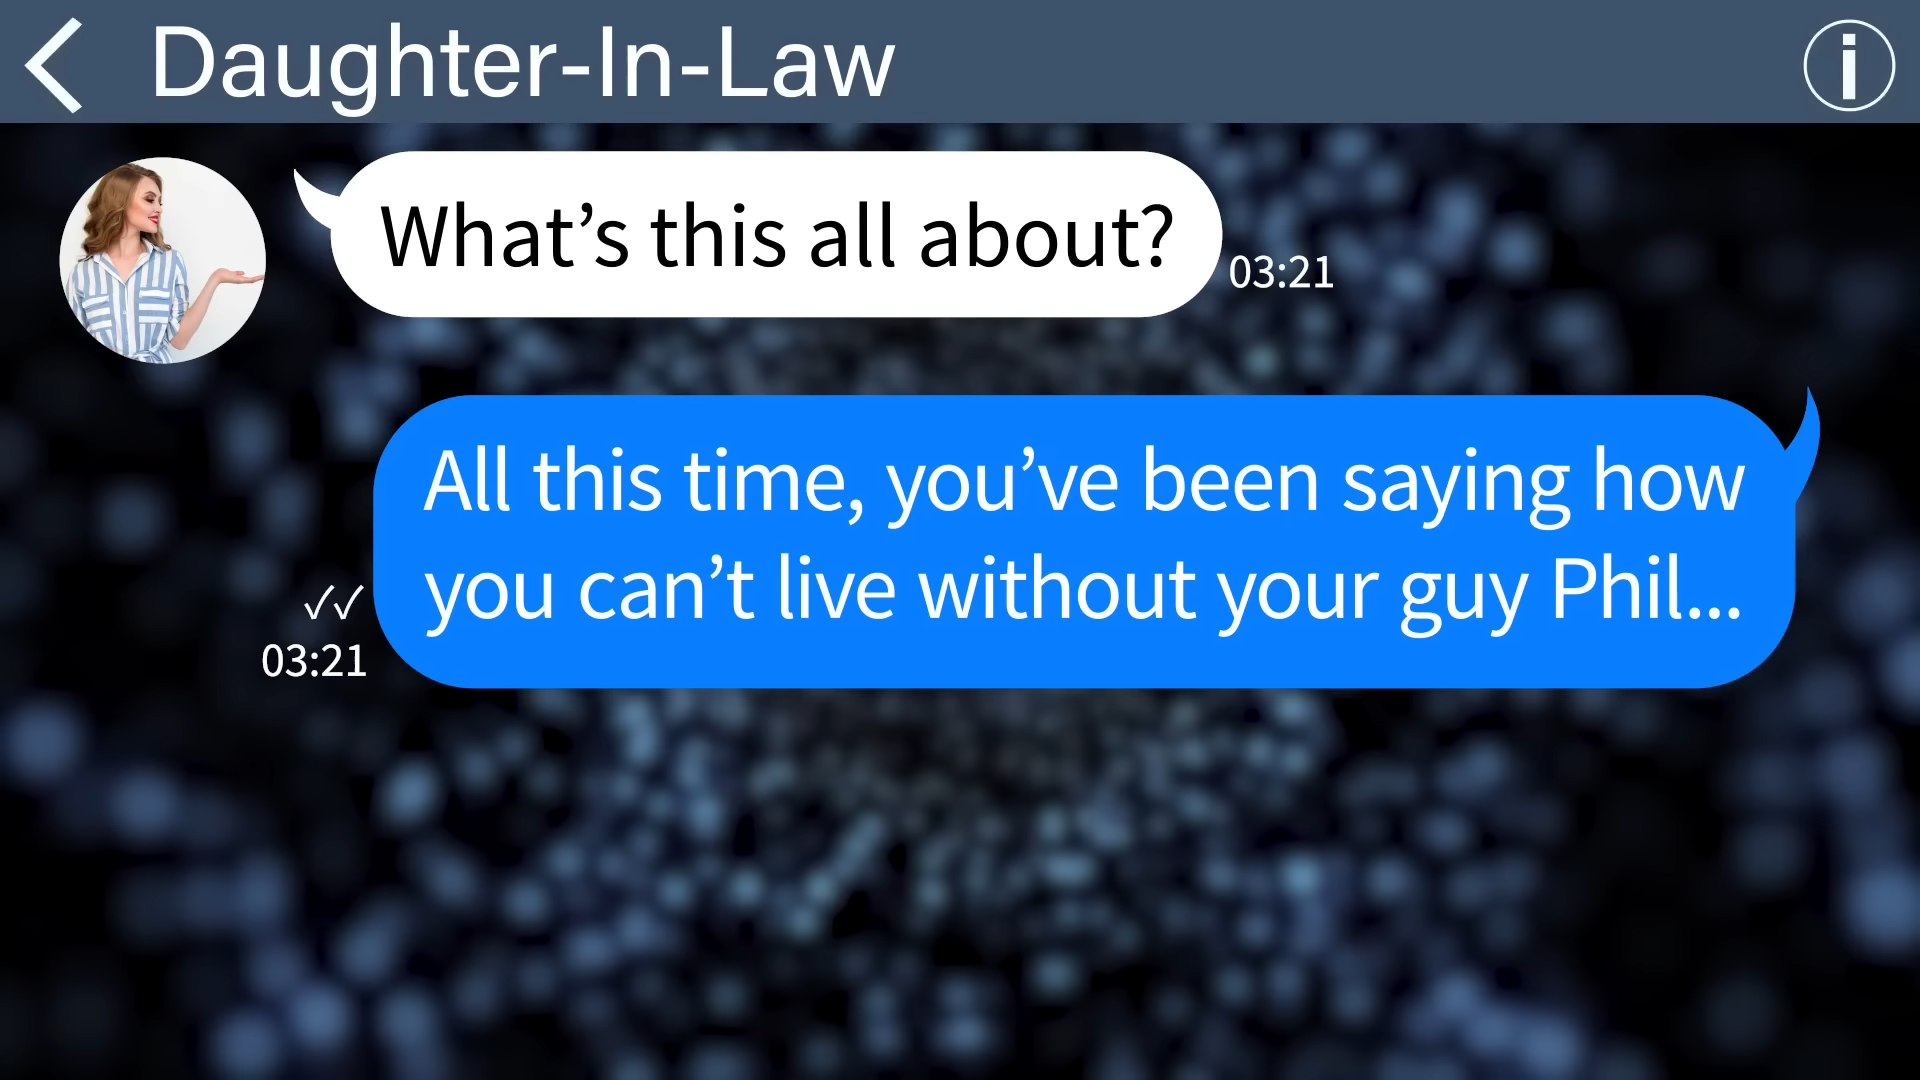 Daughter-In-Law
What’s this all about?
03:21
All this time, you’ve been saying how
you can’t live without your guy Phil...
03:21